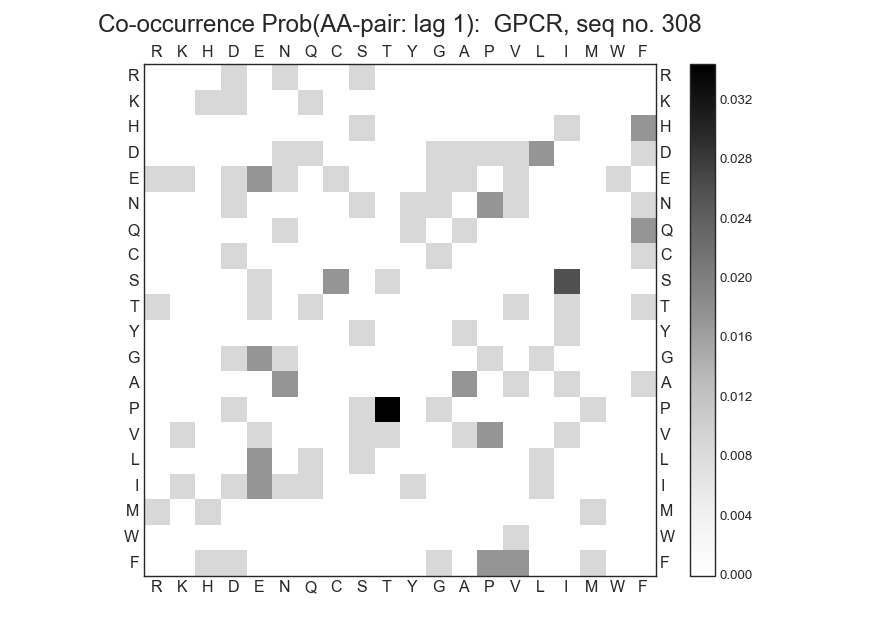 Co-occurrence Prob(AA-pair: lag 1):  GPCR, seq no. 308
R K H D E N Q C S T Y G A P V L I M W F
R R
K K
H H
D D
E E
N N
Q Q
C C
S S
T T
Y Y
G G
A A
P P
V V
L L
I I
M M
W W
F F
R K H D E N Q C S T Y G A P V L I M W F
0.032
0.028
0.024
0.020
0.016
0.012
0.008
0.004
0.000